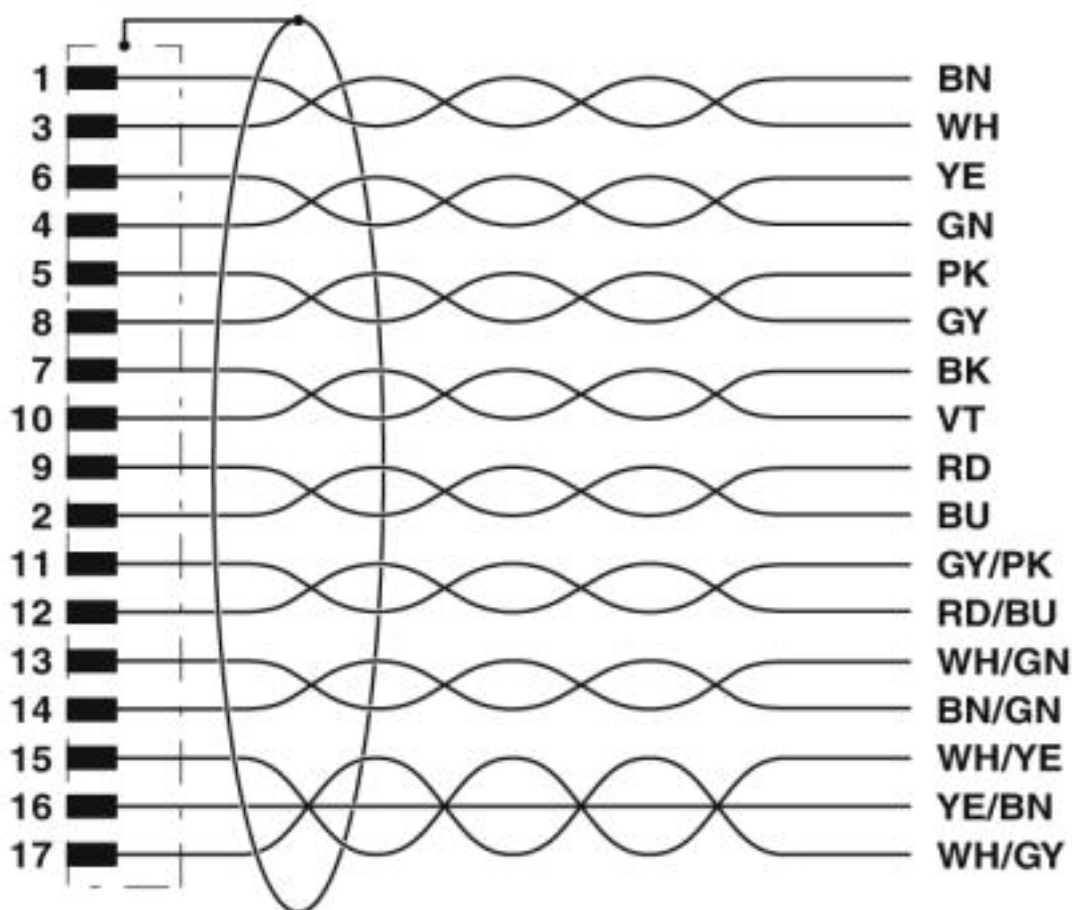 1 BN
3 WH
6 YE
4 GN
5 PK
8 GY
7 BK
10 VT
9 RD
2 BU
11 GY/PK
12 RD/BU
13 WH/GN
14 BN/GN
15 WH/YE
16 YE/BN
17 WH/GY